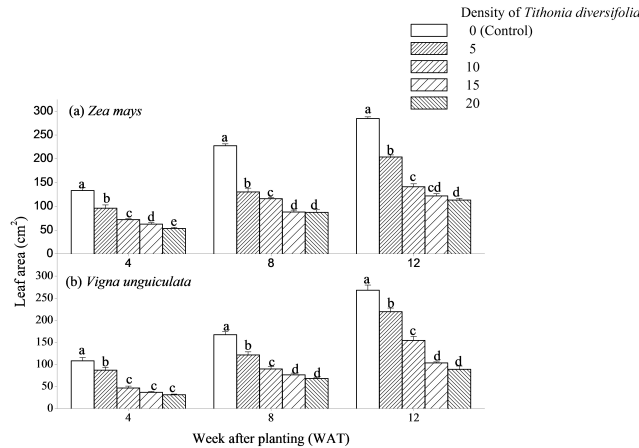 Density of Tithonia diversifolia
0 (Control)
5
10
15
20
(a) Zea mays
300
250
200
150
100
50
0
a b c d e
a b c d d
a b c cd d
4 8 12
Leaf area (cm2)
(b) Vigna unguiculata
300
250
200
150
100
50
0
a b c c c
a b c d d
a b c d d
4 8 12
Week after planting (WAT)